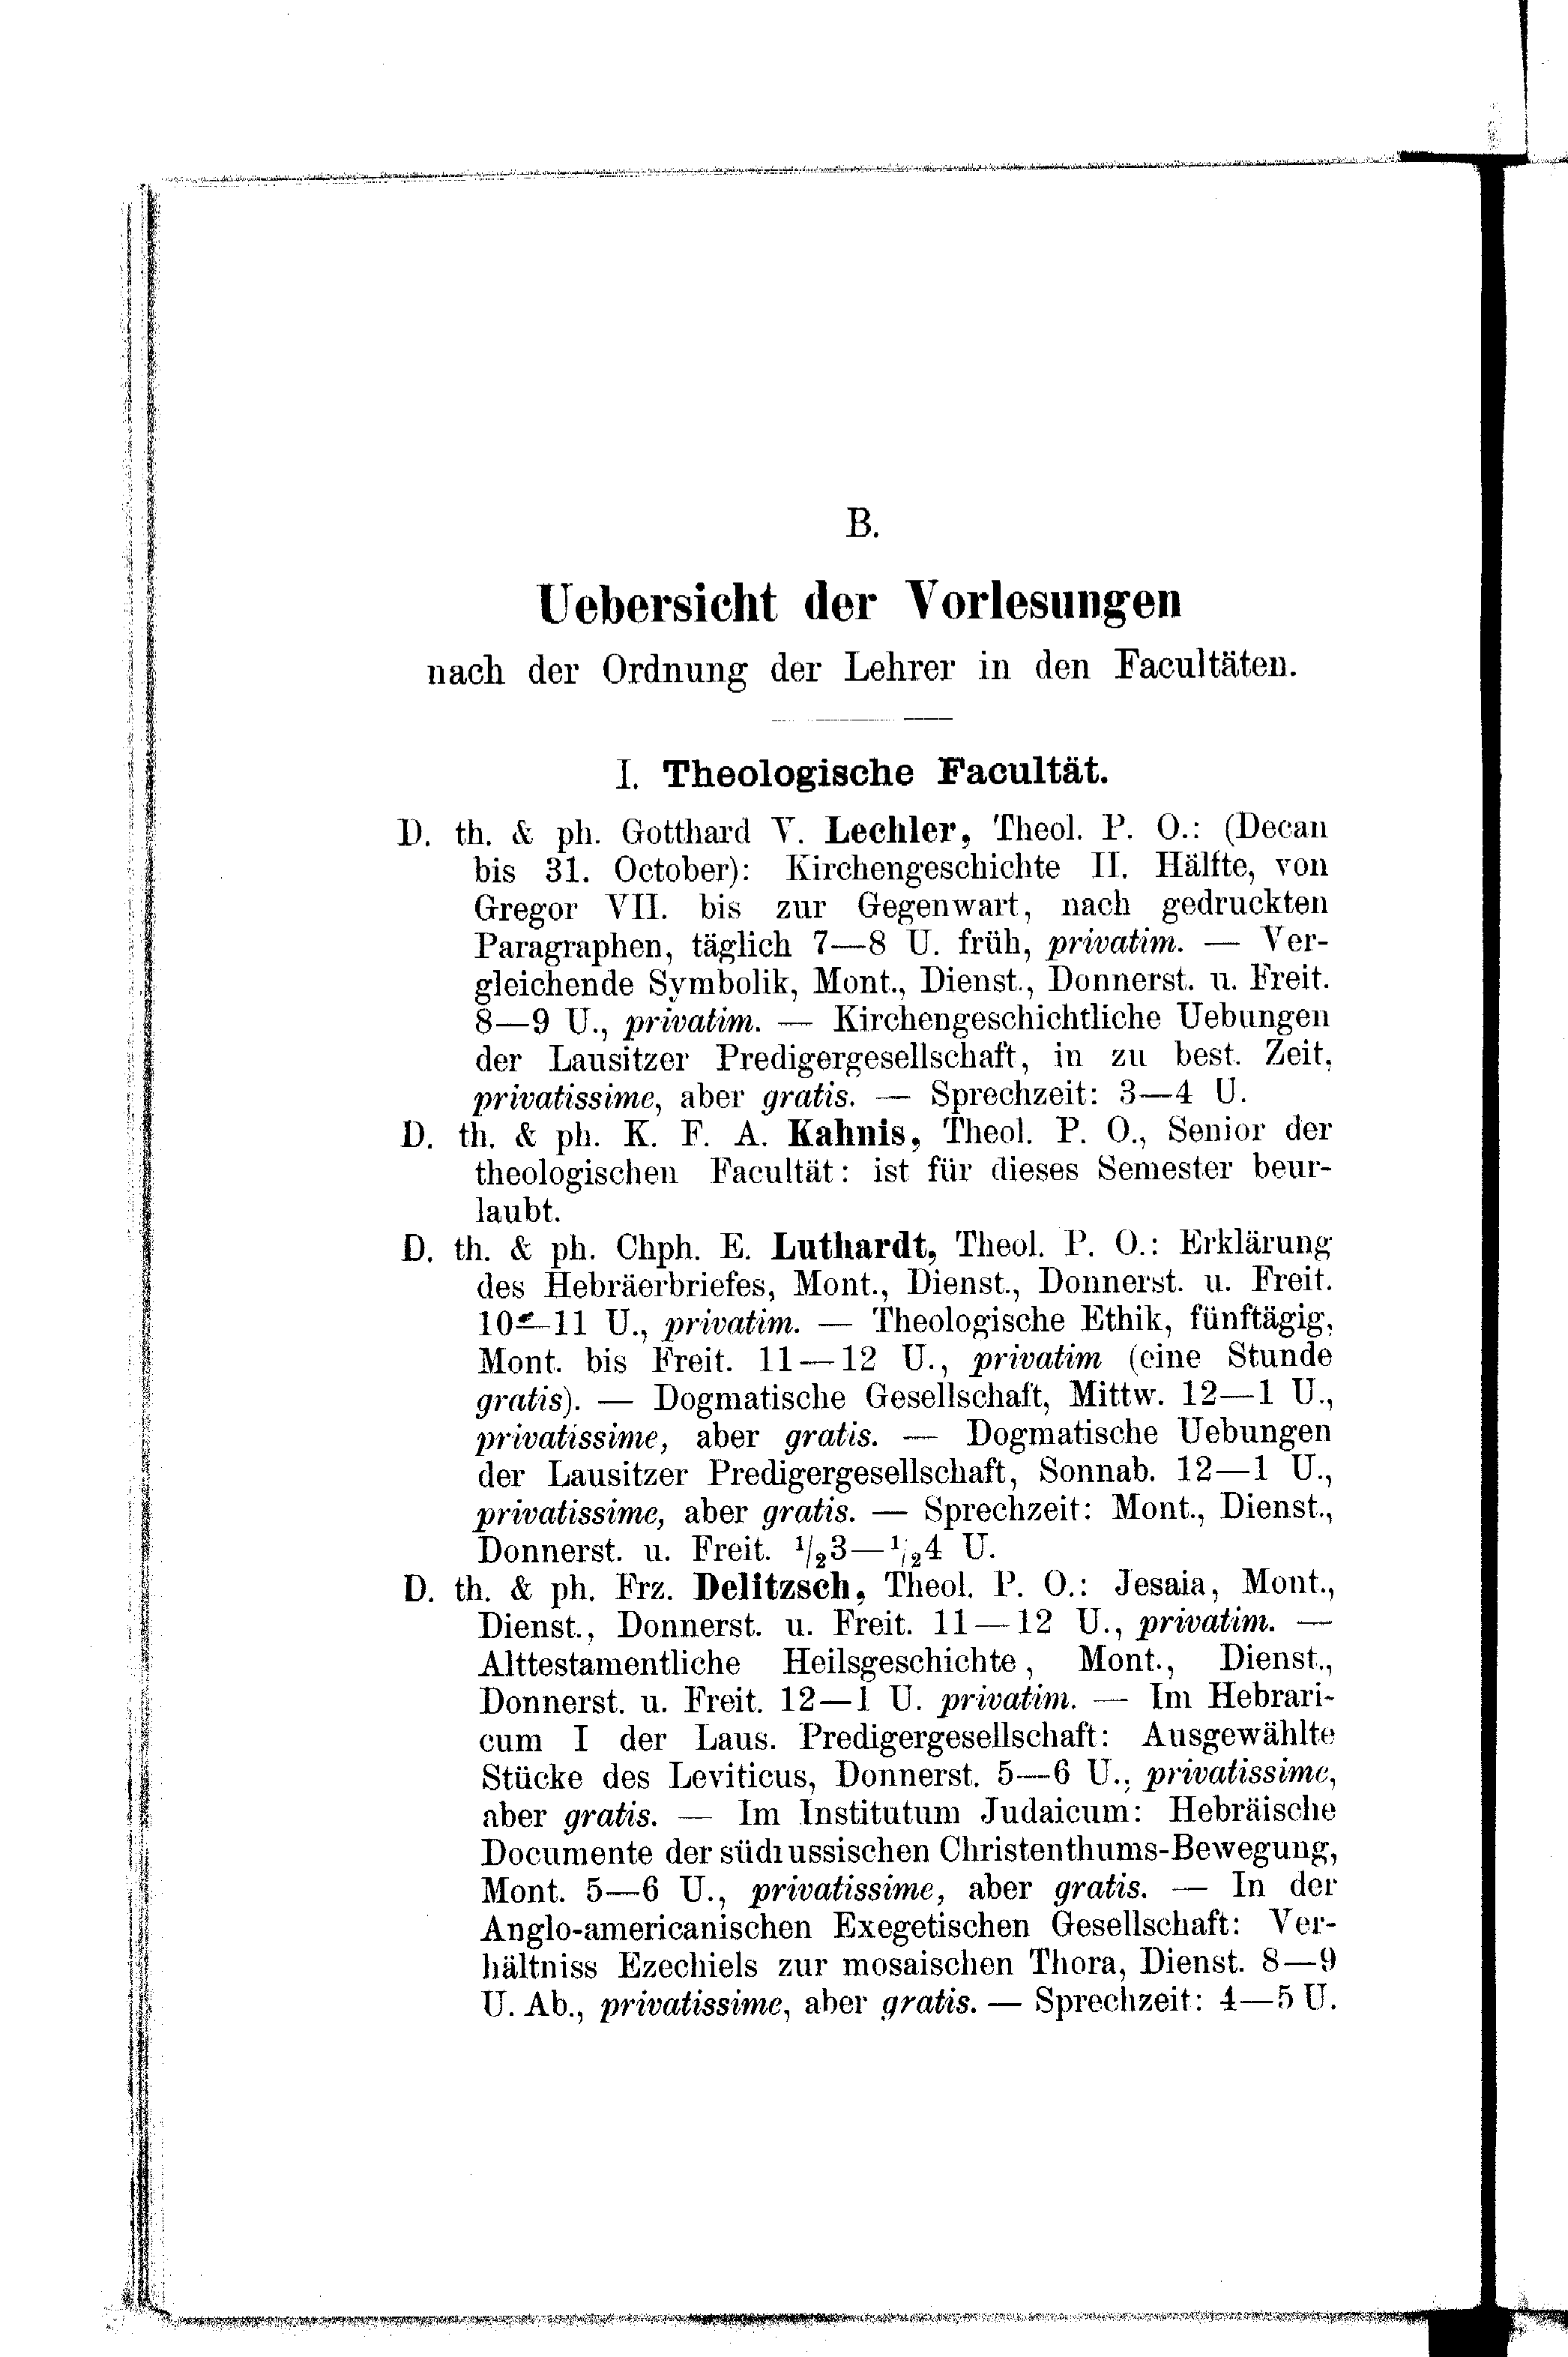 B.
Uebersicht der Vorlesungen
nach der Ordnung der Lehrer in den Facultäten.
I. Theologische Facultät.
D. th. & ph. Gotthard V. Lechler, Theol. P. O.: (Decan
bis 31. October): Kirchengeschichte II. Hälfte, von
Gregor VII. bis zur Gegenwart, nach gedruckten
Paragraphen, täglich 7—8 U. früh, privatim. — Ver-
gleichende Symbolik, Mont., Dienst., Donnerst. u. Freit.
8—9 U., privatim. — Kirchengeschichtliche Uebungen
der Lausitzer Predigergesellschaft, in zu best. Zeit,
privatissime, aber gratis. — Sprechzeit: 3—4 U.
D. th. & ph. K. F. A. Kahnis, Theol. P. O., Senior der
theologischen Facultät: ist für dieses Semester beur-
laubt.
D. th. & ph. Chph. E. Luthardt, Theol. P. O.: Erklärung
des Hebräerbriefes, Mont., Dienst., Donnerst. u. Freit.
10—11 U., privatim. — Theologische Ethik, fünftägig,
Mont. bis Freit. 11—12 U., privatim (eine Stunde
gratis). — Dogmatische Gesellschaft, Mittw. 12—1 U.,
privatissime, aber gratis. — Dogmatische Uebungen
der Lausitzer Predigergesellschaft, Sonnab. 12—1 U.,
privatissime, aber gratis. — Sprechzeit: Mont., Dienst.,
Donnerst. u. Freit. 1/23—1/24 U.
D. th. & ph. Frz. Delitzsch, Theol. P. O.: Jesaia, Mont.,
Dienst., Donnerst. u. Freit. 11—12 U., privatim. —
Alttestamentliche Heilsgeschichte, Mont., Dienst.,
Donnerst. u. Freit. 12—1 U. privatim. — Im Hebrari-
cum I der Laus. Predigergesellschaft: Ausgewählte
Stücke des Leviticus, Donnerst. 5—6 U., privatissime,
aber gratis. — Im Institutum Judaicum: Hebräische
Documente der südrussischen Christenthums-Bewegung,
Mont. 5—6 U., privatissime, aber gratis. — In der
Anglo-americanischen Exegetischen Gesellschaft: Ver-
hältniss Ezechiels zur mosaischen Thora, Dienst. 8—9
U. Ab., privatissime, aber gratis. — Sprechzeit: 4—5 U.